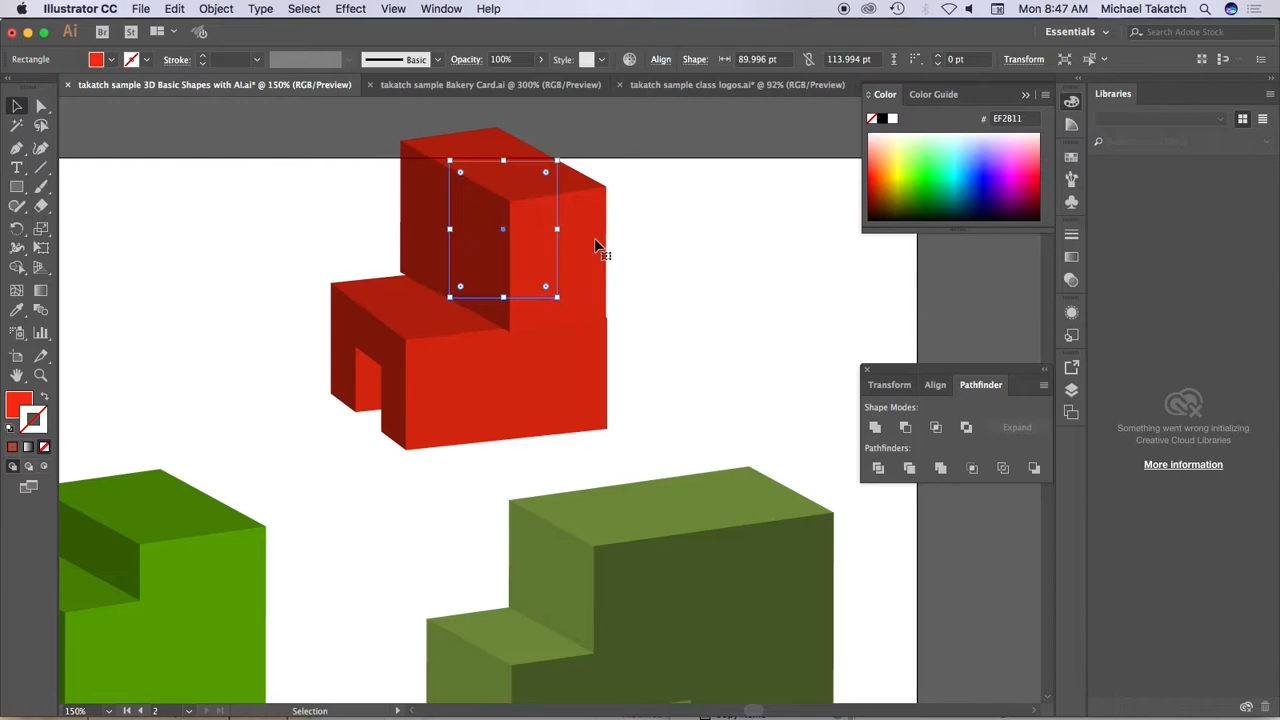 Illustrator CC File Edit Object Type Select Effect View Window Help Mon 8:47 AM Michael Takatch
Ai Br St Essentials Search Adobe Stock
Rectangle Stroke: Basic Opacity: 100% Style: Align Shape: 89.996 pt 113.994 pt 0 pt Transform
takatch sample 3D Basic Shapes with AI.ai* @ 150% (RGB/Preview) takatch sample Bakery Card.ai @ 300% (RGB/Preview) takatch sample class logos.ai* @ 92% (RGB/Preview)
Color Color Guide Libraries
# EF2B11
Transform Align Pathfinder
Shape Modes:
Expand
Pathfinders:
Something went wrong initializing
Creative Cloud Libraries
More information
150% 2 Selection